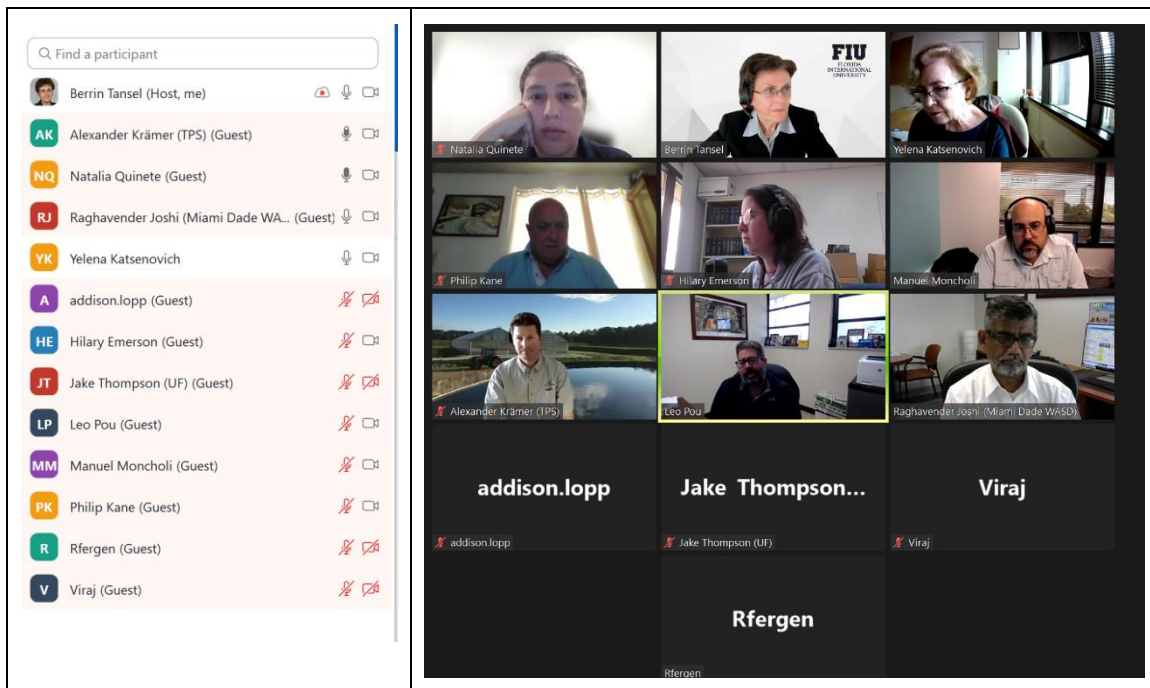 Find a participant
Berrin Tansel (Host, me)
AK Alexander Krämer (TPS) (Guest)
NQ Natalia Quinete (Guest)
RJ Raghavender Joshi (Miami Dade WA... (Guest)
YK Yelena Katsenovich
A addison.lopp (Guest)
HE Hilary Emerson (Guest)
JT Jake Thompson (UF) (Guest)
LP Leo Pou (Guest)
MM Manuel Moncholi (Guest)
PK Philip Kane (Guest)
R Rfergen (Guest)
V Viraj (Guest)
FIU
FLORIDA
INTERNATIONAL
UNIVERSITY
Natalia Quinete
Berrin Tansel
Yelena Katsenovich
Philip Kane
Hilary Emerson
Manuel Moncholi
Alexander Krämer (TPS)
Leo Pou
Raghavender Joshi (Miami Dade WASD)
addison.lopp
Jake Thompson...
Viraj
addison.lopp
Jake Thompson (UF)
Viraj
Rfergen
Rfergen